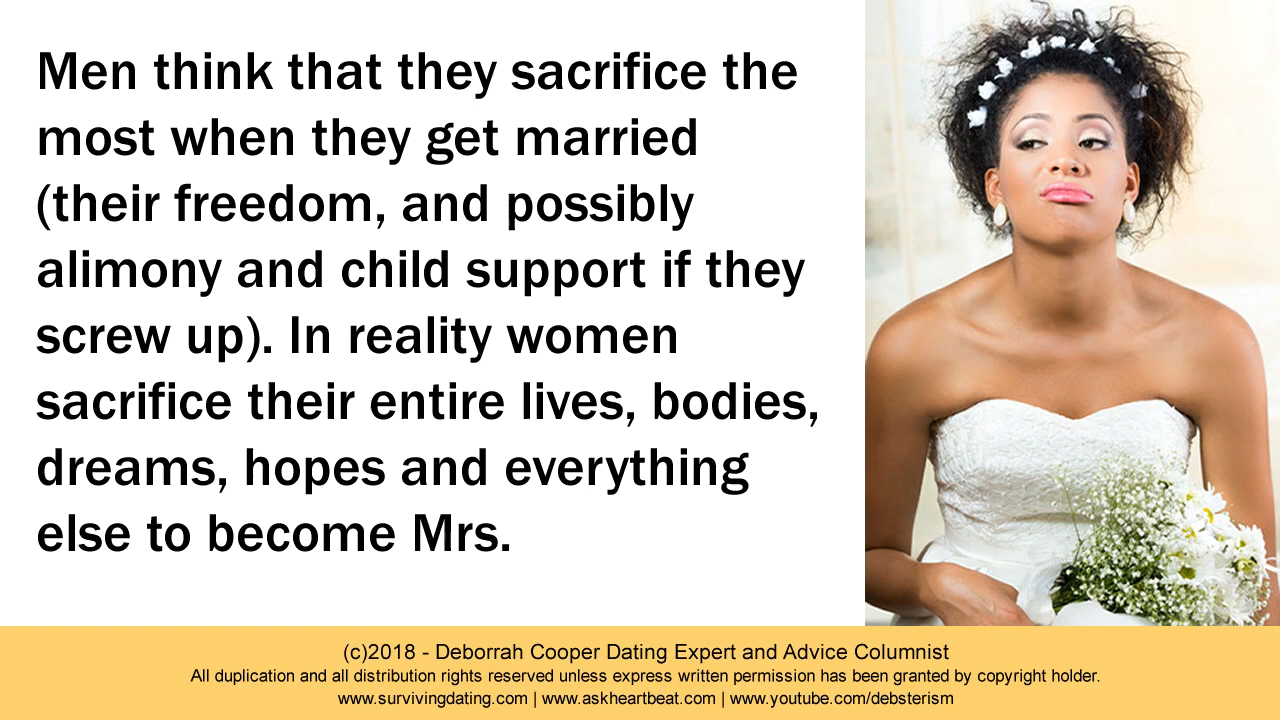 Men think that they sacrifice the
most when they get married
(their freedom, and possibly
alimony and child support if they
screw up). In reality women
sacrifice their entire lives, bodies,
dreams, hopes and everything
else to become Mrs.
(c)2018 - Deborrah Cooper Dating Expert and Advice Columnist
All duplication and all distribution rights reserved unless express written permission has been granted by copyright holder.
www.survivingdating.com | www.askheartbeat.com | www.youtube.com/debsterism